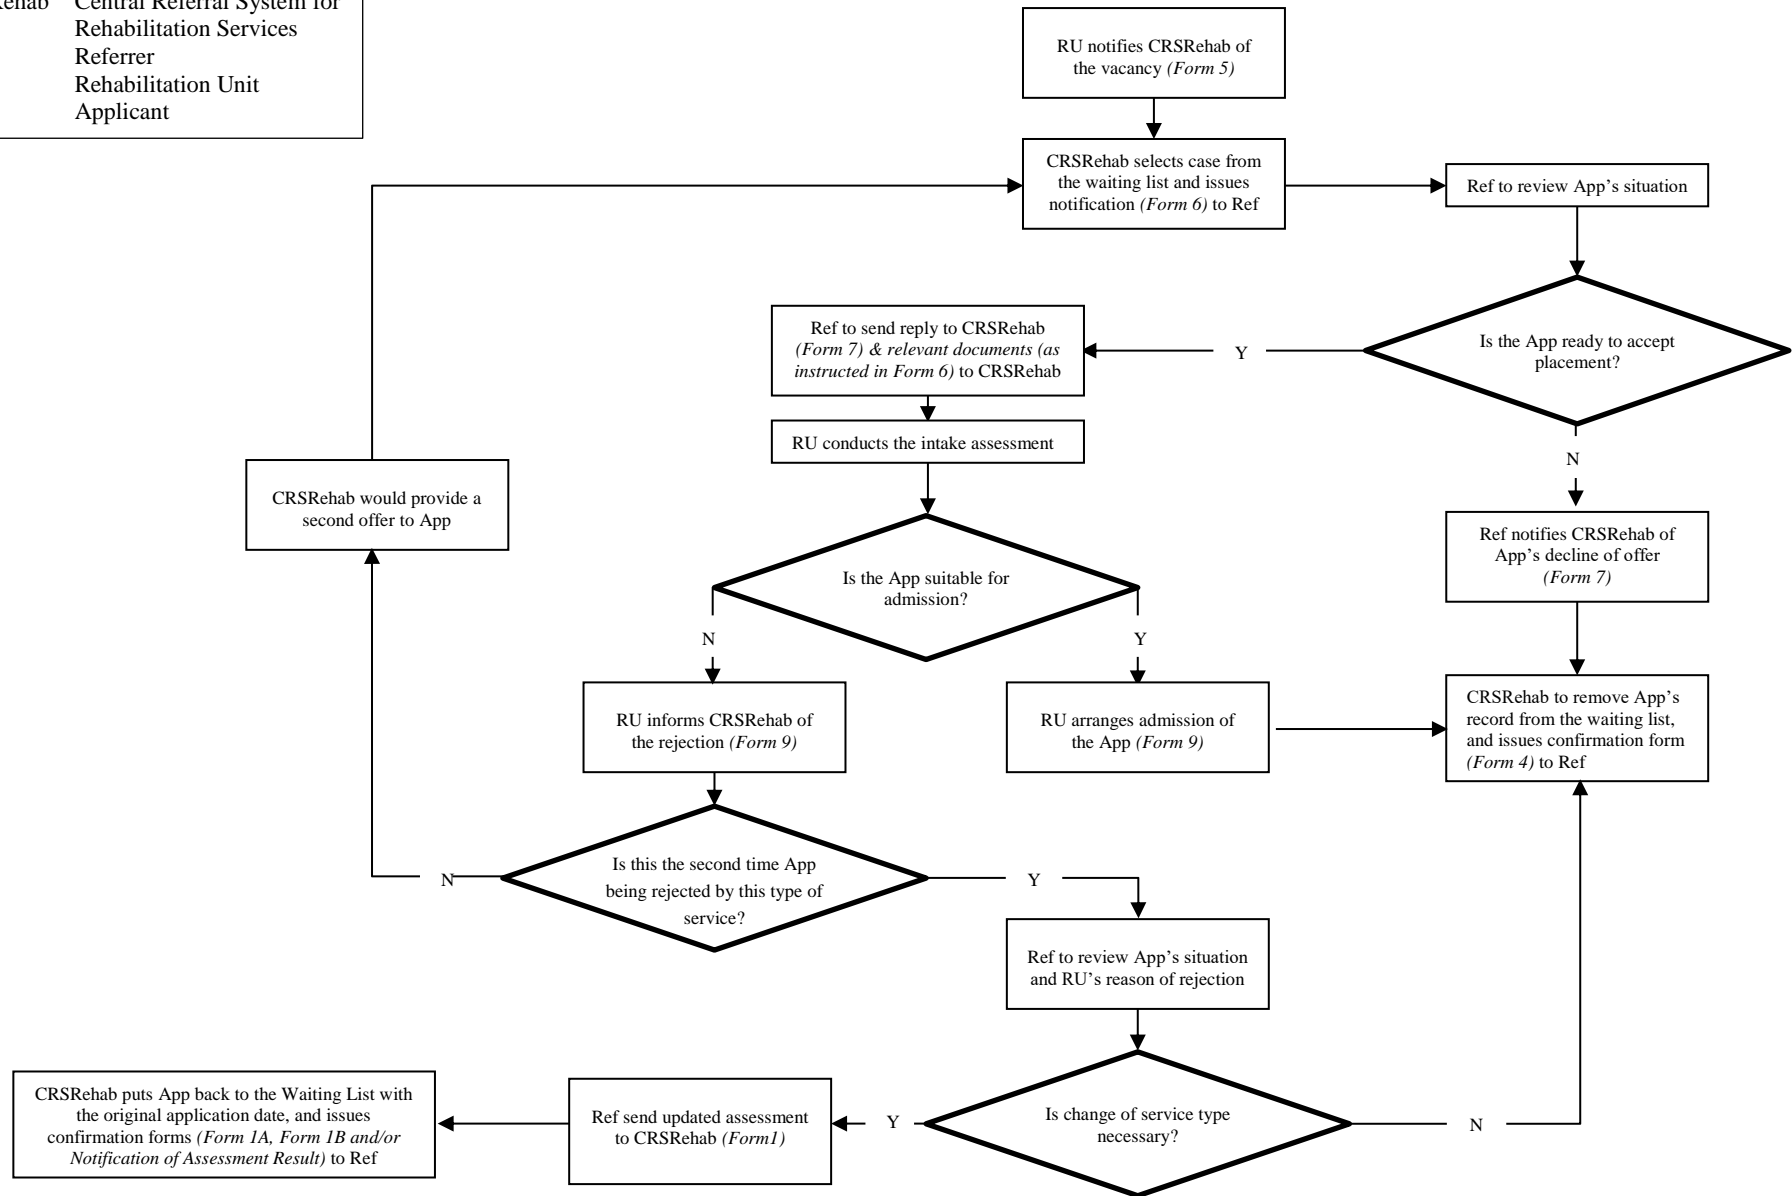 Central Referral System for
Rehabilitation Services
Referrer
Rehabilitation Unit
Applicant
RU notifies CRSRehab of
the vacancy (Form 5)
CRSRehab selects case from
the waiting list and issues
notification (Form 6) to Ref
Ref to review App’s situation
Is the App ready to accept
placement?
Y
Ref to send reply to CRSRehab
(Form 7) & relevant documents (as
instructed in Form 6) to CRSRehab
RU conducts the intake assessment
N
CRSRehab would provide a
second offer to App
Ref notifies CRSRehab of
App’s decline of offer
(Form 7)
Is the App suitable for
admission?
N
Y
RU informs CRSRehab of
the rejection (Form 9)
RU arranges admission of
the App (Form 9)
CRSRehab to remove App’s
record from the waiting list,
and issues confirmation form
(Form 4) to Ref
Is this the second time App
being rejected by this type of
service?
N
Y
Ref to review App’s situation
and RU’s reason of rejection
Is change of service type
necessary?
Y
N
Ref send updated assessment
to CRSRehab (Form1)
CRSRehab puts App back to the Waiting List with
the original application date, and issues
confirmation forms (Form 1A, Form 1B and/or
Notification of Assessment Result) to Ref